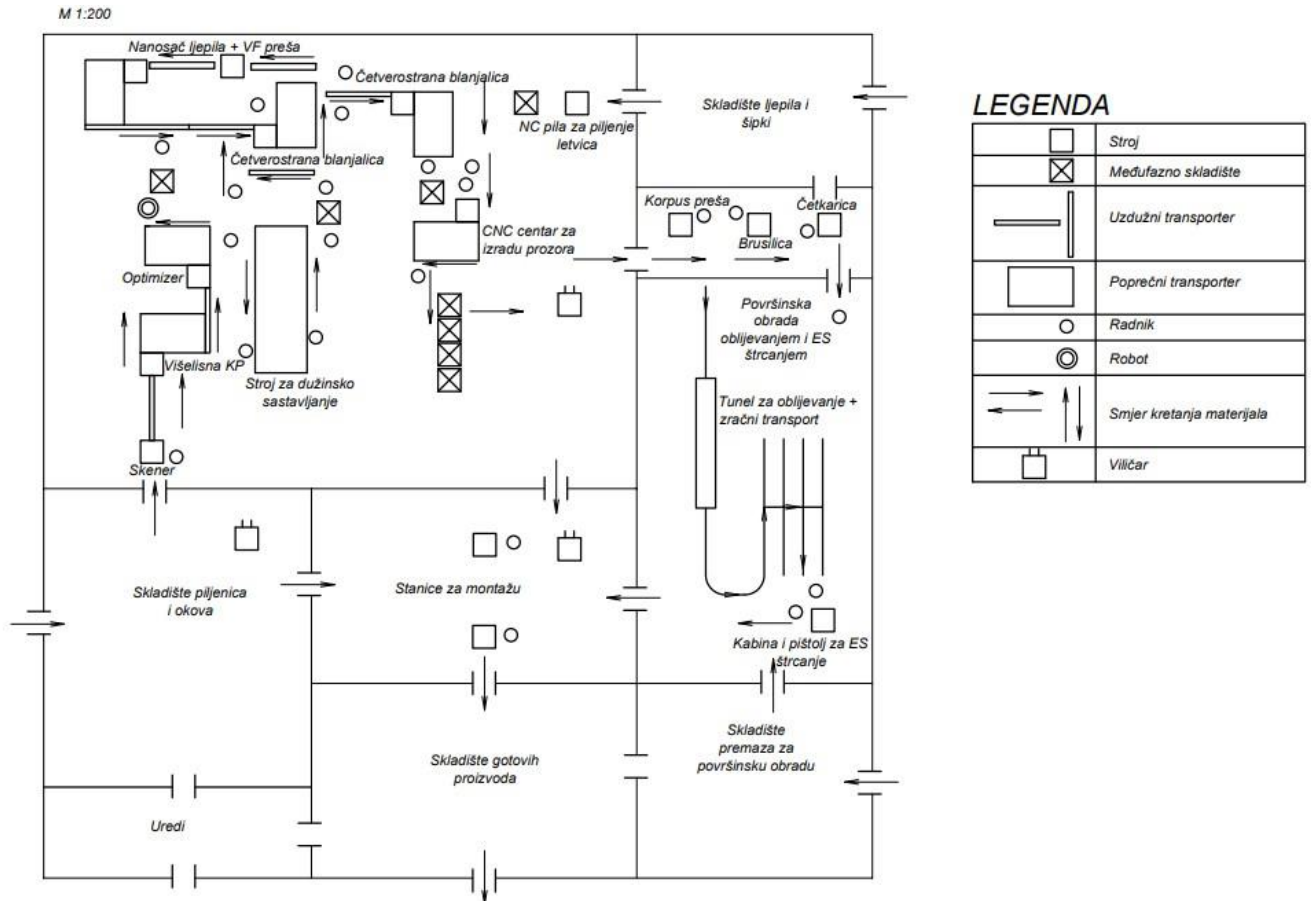 M 1:200
Nanosač ljepila + VF preša
Četverostrana blanjalica
NC pila za piljenje
letvica
Skladište ljepila i
šipki
Četverostrana blanjalica
Korpus preša
Četkarica
Brusilica
CNC centar za
izradu prozora
Optimizer
Površinska
obrada
oblijevanjem i ES
štrcanjem
Višelisna KP
Stroj za dužinsko
sastavljanje
Tunel za oblijevanje +
zračni transport
Skener
Skladište piljenica
i okova
Stanice za montažu
Kabina i pištolj za ES
štrcanje
Skladište gotovih
proizvoda
Skladište
premaza za
površinsku obradu
Uredi
LEGENDA
Stroj
Međufazno skladište
Uzdužni transporter
Poprečni transporter
Radnik
Robot
Smjer kretanja materijala
Viličar